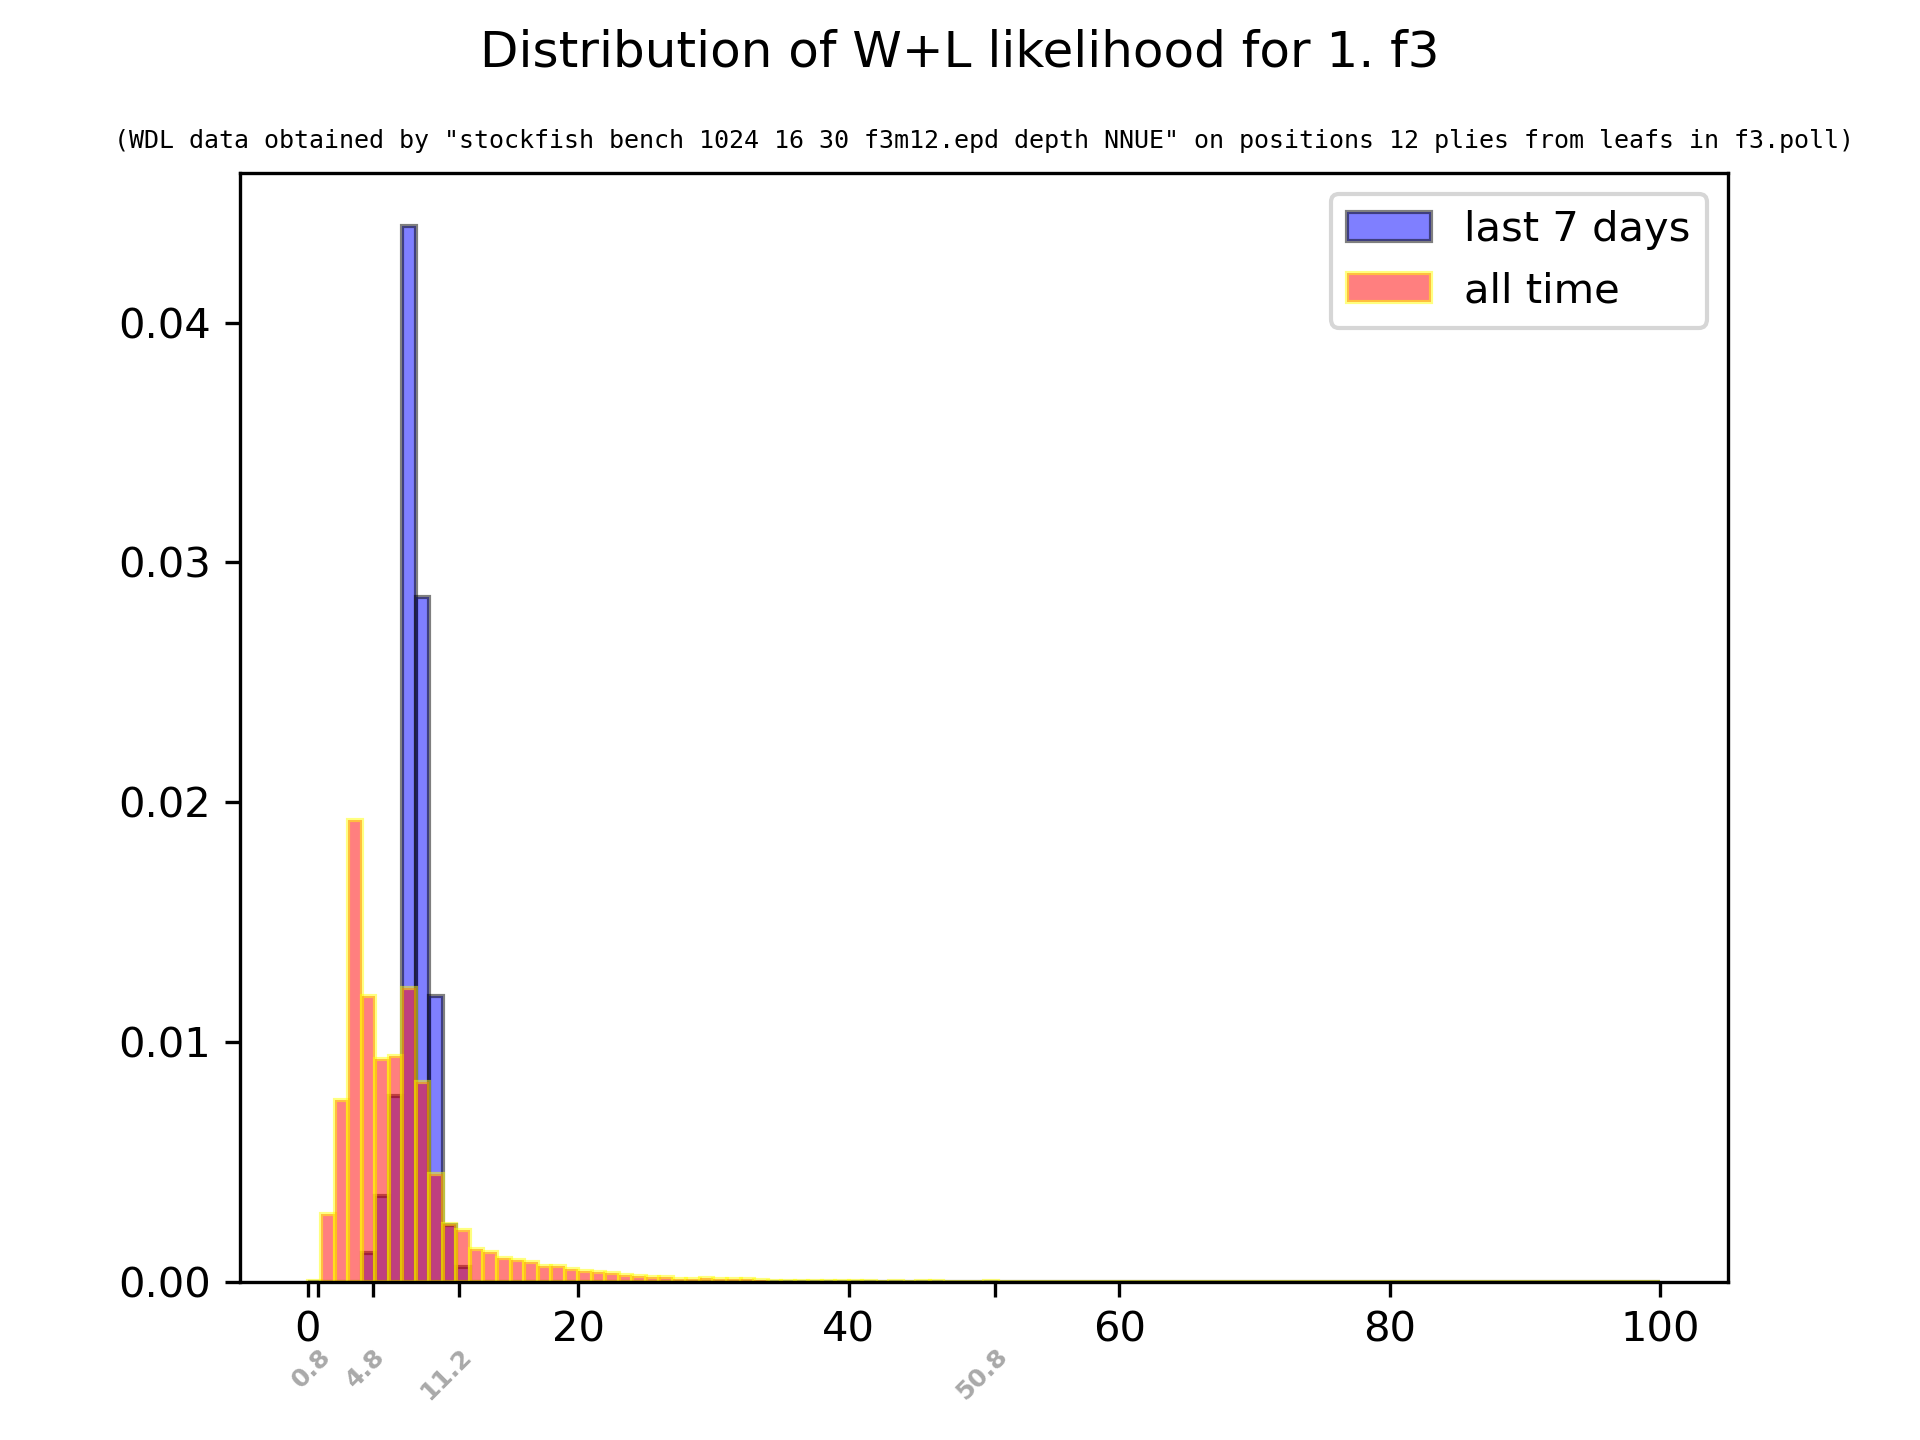 Distribution of W+L likelihood for 1. f3
(WDL data obtained by "stockfish bench 1024 16 30 f3m12.epd depth NNUE" on positions 12 plies from leafs in f3.poll)
last 7 days
all time
0.04
0.03
0.02
0.01
0.00
0 20 40 60 80 100
0.8 4.8 11.2 50.8